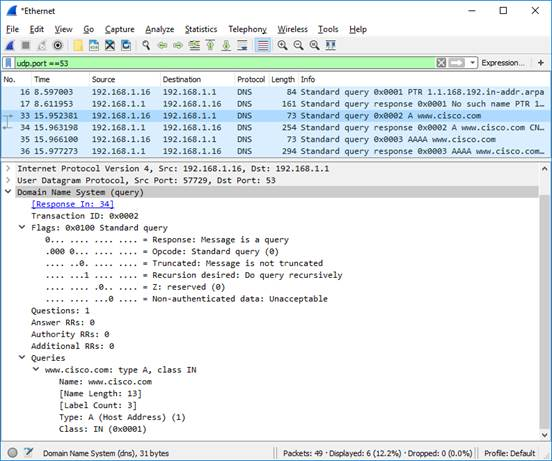 *Ethernet
File Edit View Go Capture Analyze Statistics Telephony Wireless Tools Help
udp.port ==53 Expression... +
No. Time Source Destination Protocol Length Info
16 8.597003 192.168.1.16 192.168.1.1 DNS 84 Standard query 0x0001 PTR 1.1.168.192.in-addr.arpa
17 8.611953 192.168.1.1 192.168.1.16 DNS 161 Standard query response 0x0001 No such name PTR 1...
33 15.952381 192.168.1.16 192.168.1.1 DNS 73 Standard query 0x0002 A www.cisco.com
34 15.963198 192.168.1.1 192.168.1.16 DNS 254 Standard query response 0x0002 A www.cisco.com CN...
35 15.966100 192.168.1.16 192.168.1.1 DNS 73 Standard query 0x0003 AAAA www.cisco.com
36 15.977273 192.168.1.1 192.168.1.16 DNS 294 Standard query response 0x0003 AAAA www.cisco.com...
Internet Protocol Version 4, Src: 192.168.1.16, Dst: 192.168.1.1
User Datagram Protocol, Src Port: 57729, Dst Port: 53
Domain Name System (query)
[Response In: 34]
Transaction ID: 0x0002
Flags: 0x0100 Standard query
0... .... .... .... = Response: Message is a query
.000 0... .... .... = Opcode: Standard query (0)
.... ..0. .... .... = Truncated: Message is not truncated
.... ...1 .... .... = Recursion desired: Do query recursively
.... .... .0.. .... = Z: reserved (0)
.... .... ...0 .... = Non-authenticated data: Unacceptable
Questions: 1
Answer RRs: 0
Authority RRs: 0
Additional RRs: 0
Queries
www.cisco.com: type A, class IN
Name: www.cisco.com
[Name Length: 13]
[Label Count: 3]
Type: A (Host Address) (1)
Class: IN (0x0001)
Domain Name System (dns), 31 bytes Packets: 49 · Displayed: 6 (12.2%) · Dropped: 0 (0.0%) Profile: Default